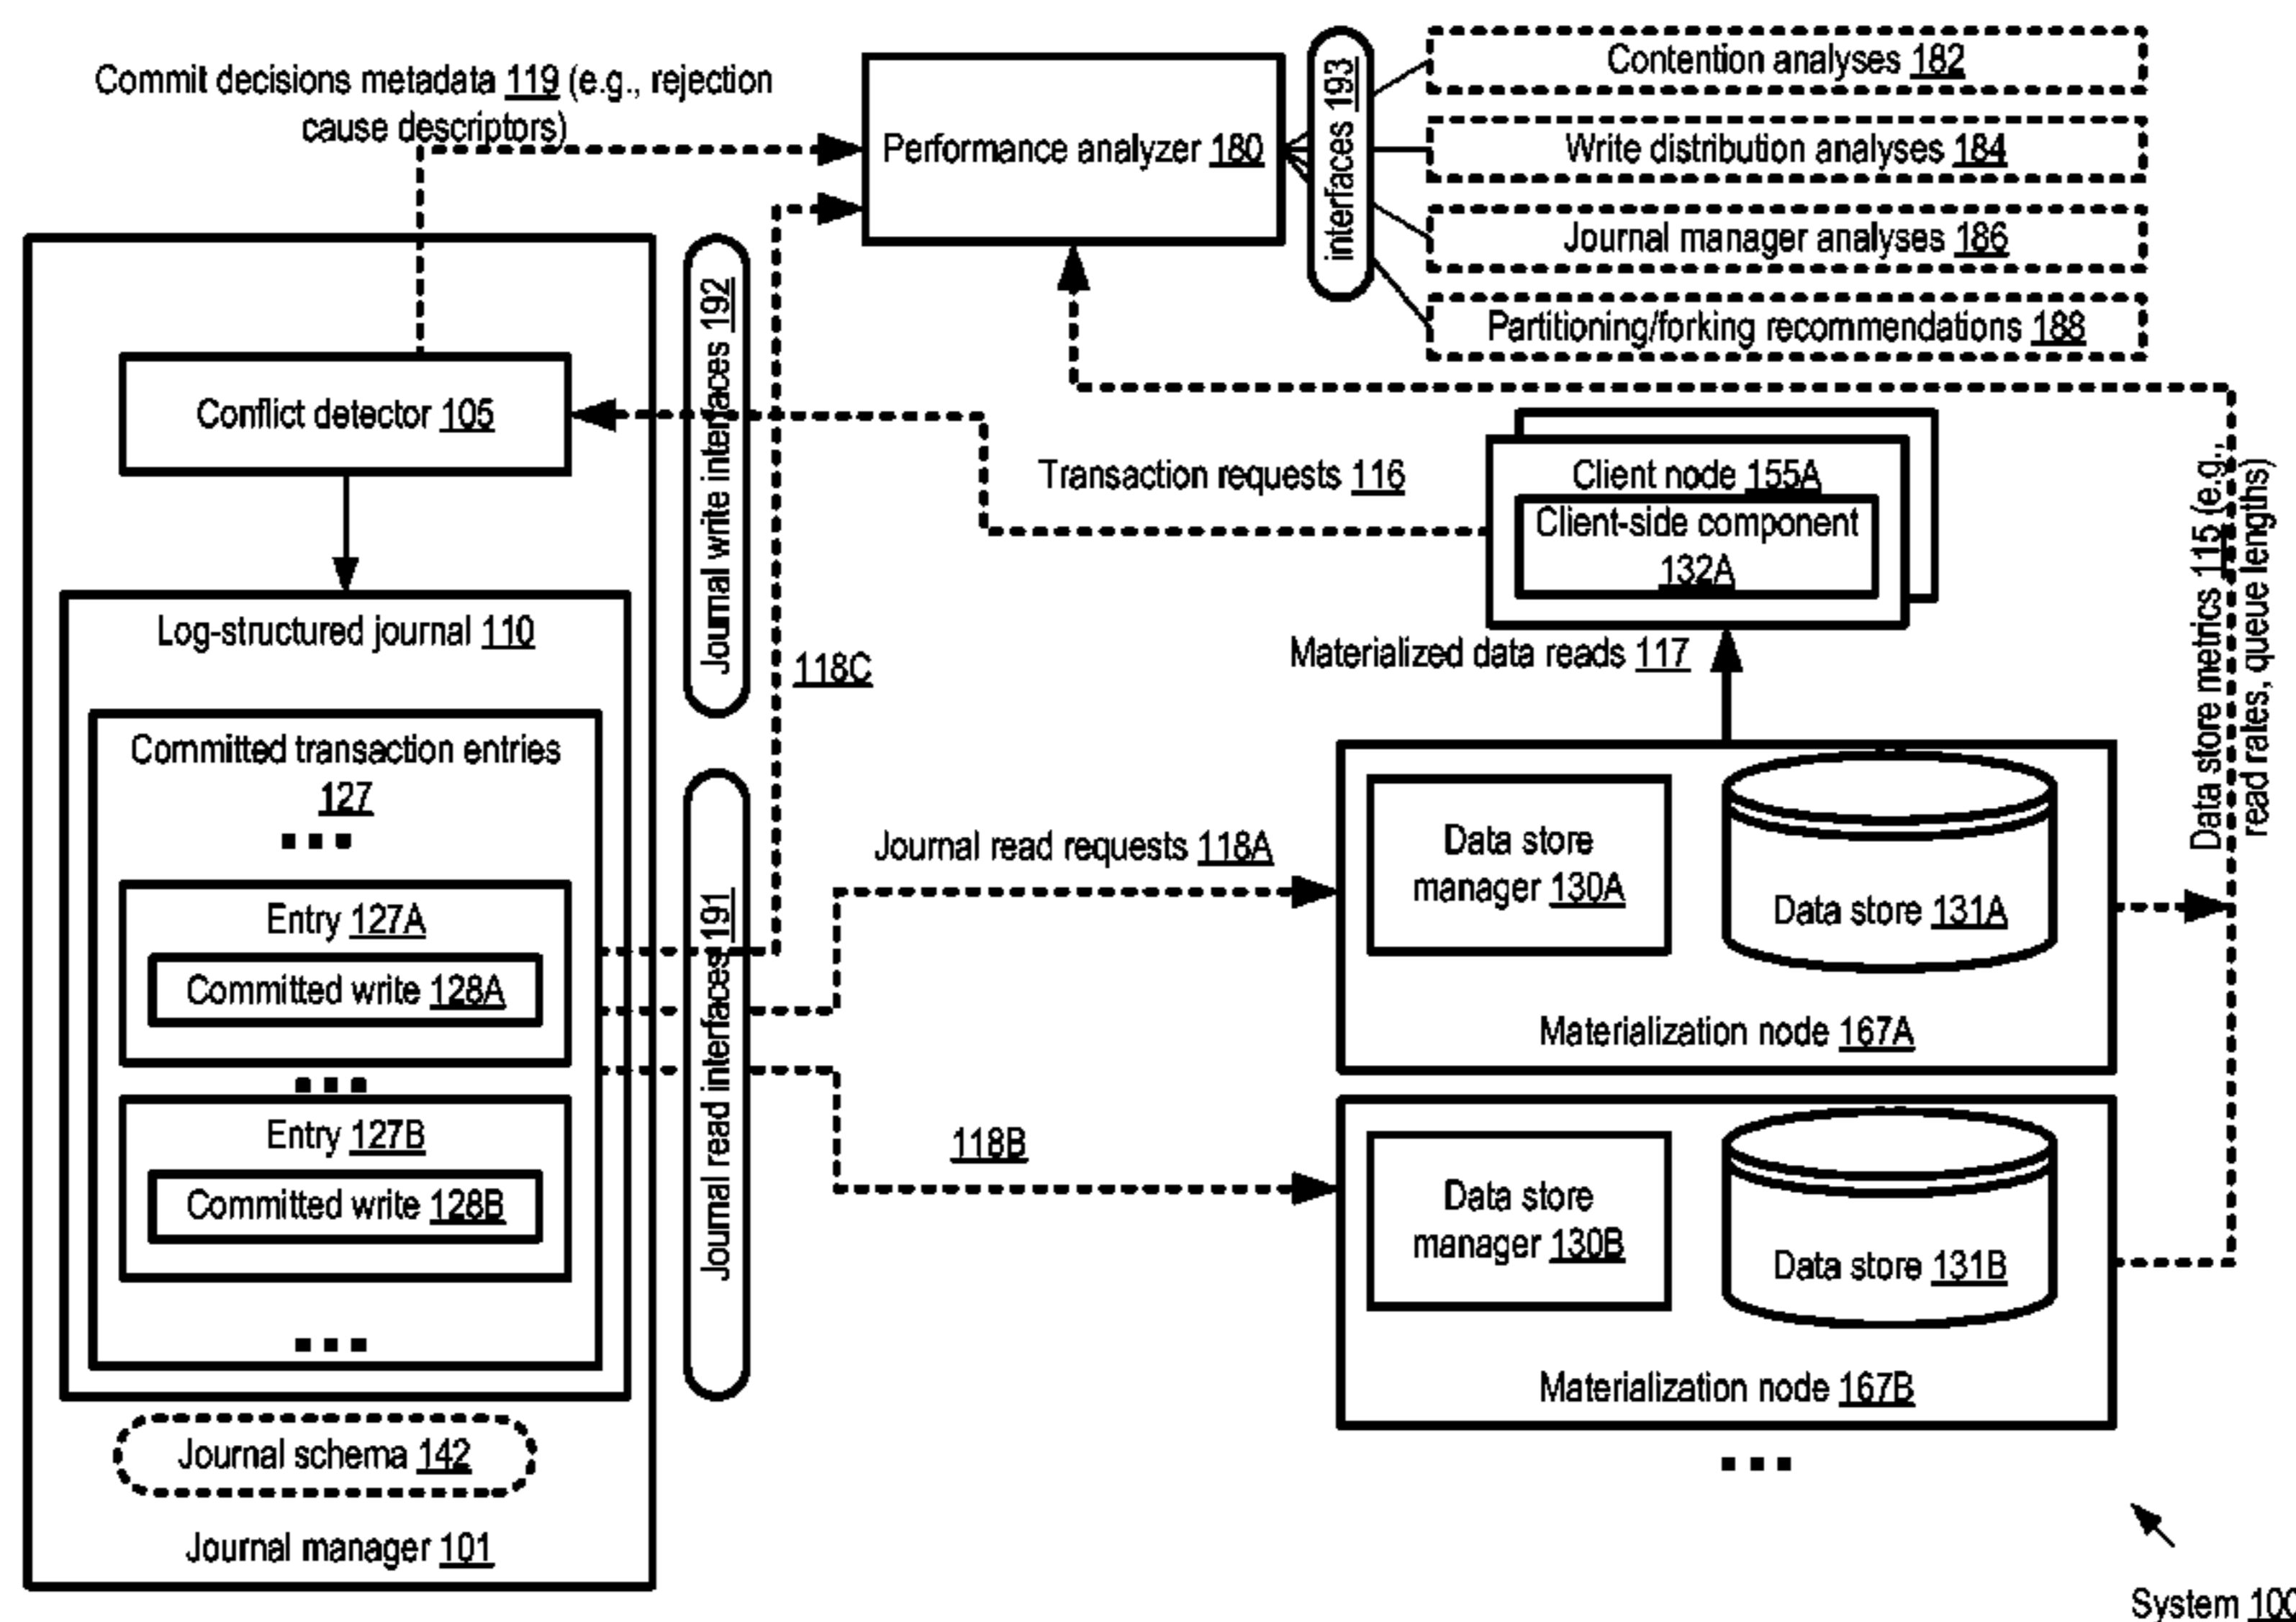 Commit decisions metadata 119 (e.g., rejection
cause descriptors)
Performance analyzer 180
interfaces 193
Contention analyses 182
Write distribution analyses 184
Journal manager analyses 186
Partitioning/forking recommendations 188
Conflict detector 105
Journal write interfaces 192
Transaction requests 116
Client node 155A
Client-side component
132A
Data store metrics 115 (e.g.,
read rates, queue lengths)
Log-structured journal 110
118C
Materialized data reads 117
Committed transaction entries
127
...
Entry 127A
Committed write 128A
...
Entry 127B
Committed write 128B
...
Journal schema 142
Journal manager 101
Journal read interfaces 191
Journal read requests 118A
Data store
manager 130A
Data store 131A
Materialization node 167A
118B
Data store
manager 130B
Data store 131B
Materialization node 167B
...
System 100